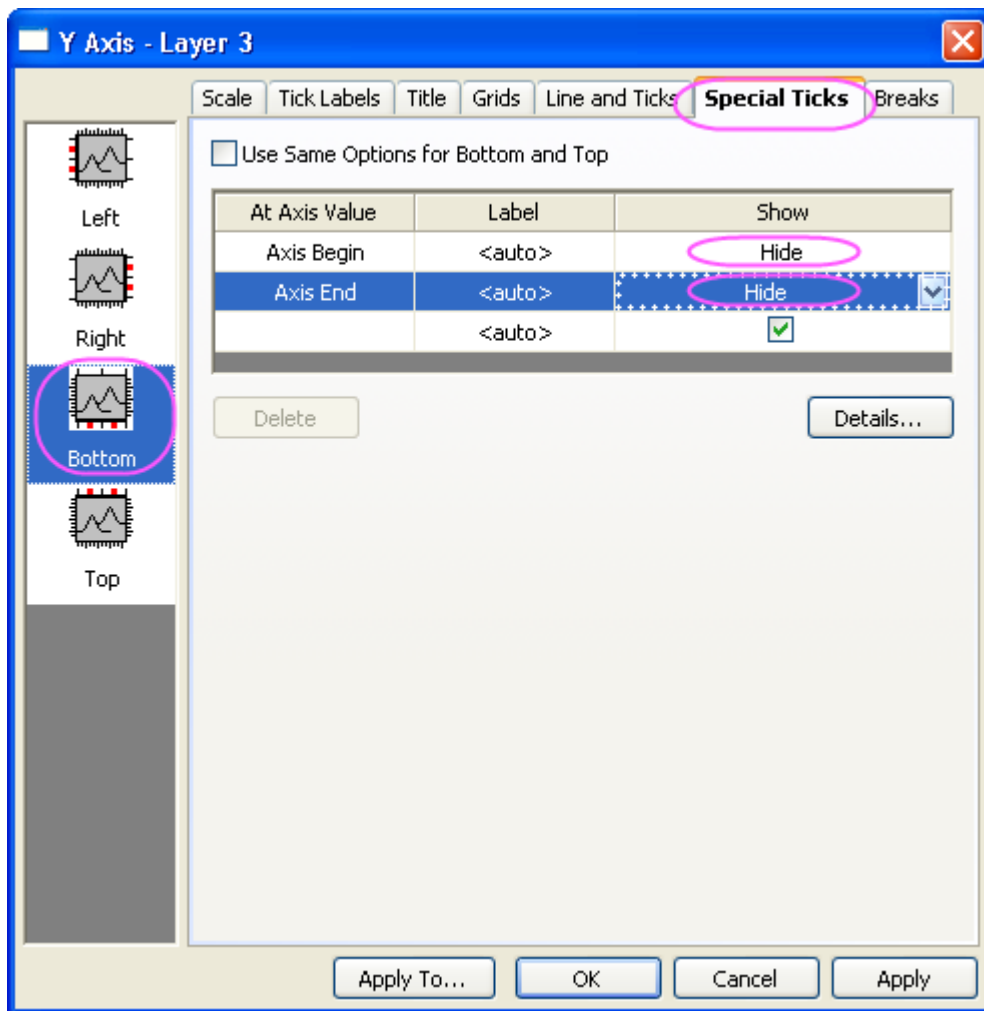 Y Axis - Layer 3
Scale Tick Labels Title Grids Line and Ticks Special Ticks Breaks
Left
Right
Bottom
Top
Use Same Options for Bottom and Top
At Axis Value Label Show
Axis Begin <auto> Hide
Axis End <auto> Hide
<auto>
Delete Details...
Apply To... OK Cancel Apply